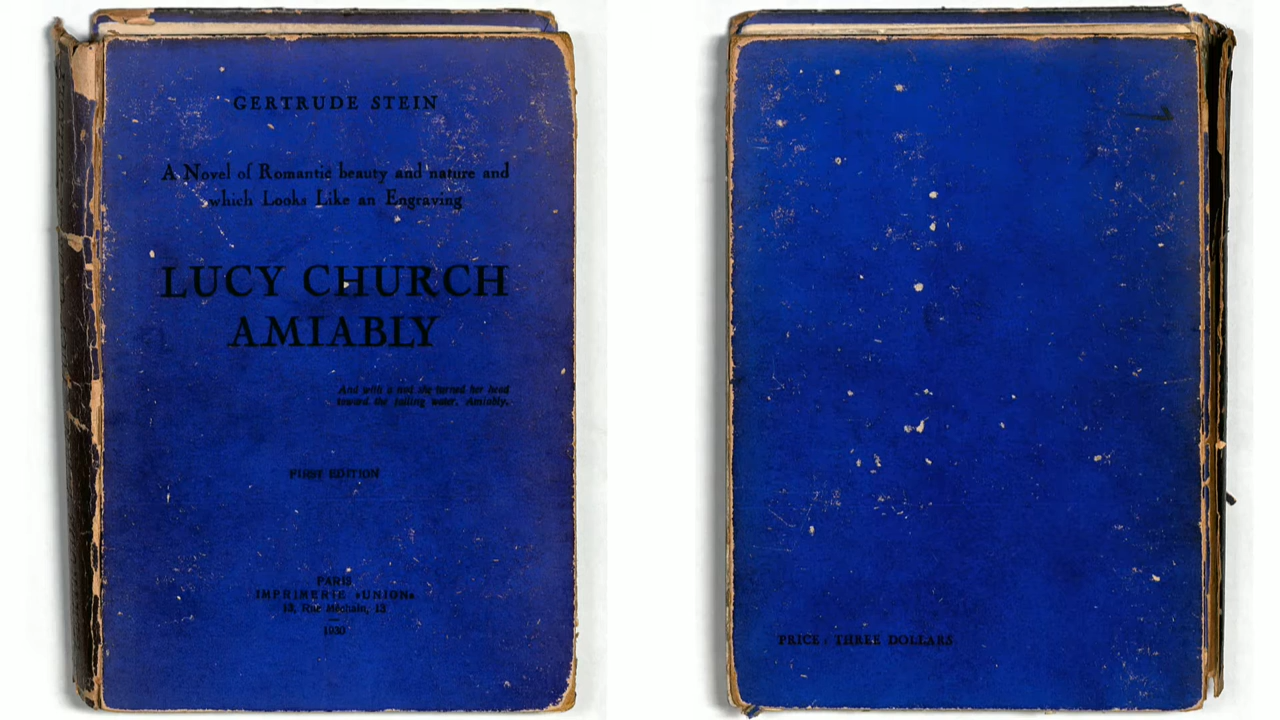 GERTRUDE STEIN
A Novel of Romantic beauty and nature and
which Looks Like an Engraving
LUCY CHURCH
AMIABLY
And with a nod she turned her head
toward the falling water. Amiably.
FIRST EDITION
PARIS
IMPRIMERIE «UNION»
13, Rue Méchain, 13
1930
PRICE : THREE DOLLARS